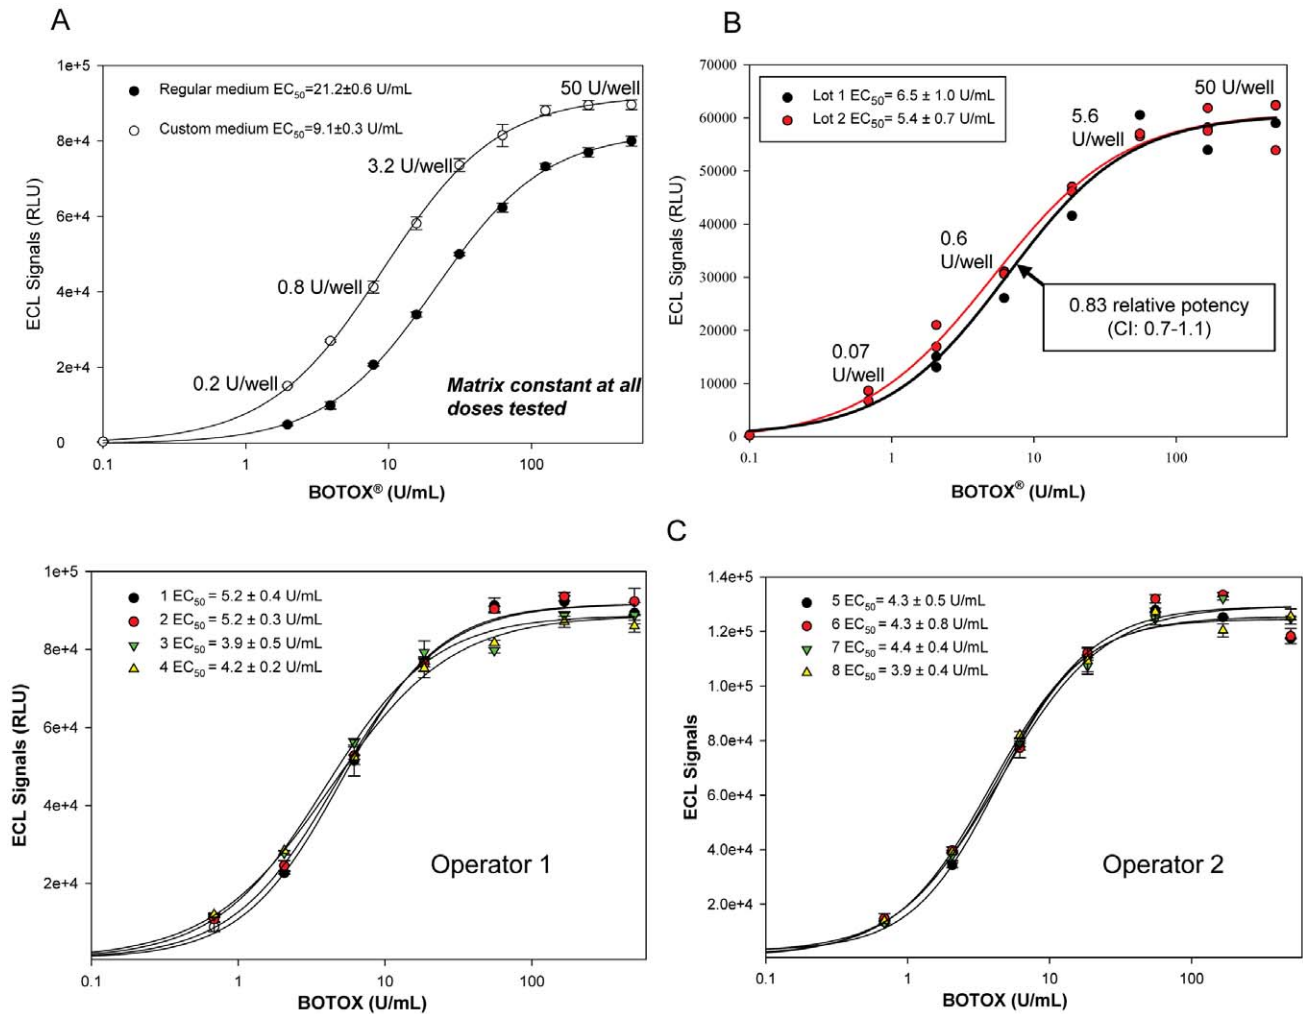 A
1e+5
8e+4
6e+4
4e+4
2e+4
0
ECL Signals (RLU)
Regular medium EC50=21.2±0.6 U/mL
Custom medium EC50=9.1±0.3 U/mL
50 U/well
3.2 U/well
0.8 U/well
0.2 U/well
Matrix constant at all
doses tested
0.1 1 10 100
BOTOX® (U/mL)
B
70000
60000
50000
40000
30000
20000
10000
0
ECL Signals (RLU)
Lot 1 EC50= 6.5 ± 1.0 U/mL
Lot 2 EC50= 5.4 ± 0.7 U/mL
50 U/well
5.6
U/well
0.6
U/well
0.07
U/well
0.83 relative potency
(CI: 0.7-1.1)
0.1 1 10 100
BOTOX® (U/mL)
C
1e+5
8e+4
6e+4
4e+4
2e+4
ECL Signals (RLU)
1 EC50 = 5.2 ± 0.4 U/mL
2 EC50 = 5.2 ± 0.3 U/mL
3 EC50 = 3.9 ± 0.5 U/mL
4 EC50 = 4.2 ± 0.2 U/mL
Operator 1
0.1 1 10 100
BOTOX (U/mL)
1.4e+5
1.2e+5
1.0e+5
8.0e+4
6.0e+4
4.0e+4
2.0e+4
ECL Signals
5 EC50 = 4.3 ± 0.5 U/mL
6 EC50 = 4.3 ± 0.8 U/mL
7 EC50 = 4.4 ± 0.4 U/mL
8 EC50 = 3.9 ± 0.4 U/mL
Operator 2
0.1 1 10 100
BOTOX (U/mL)